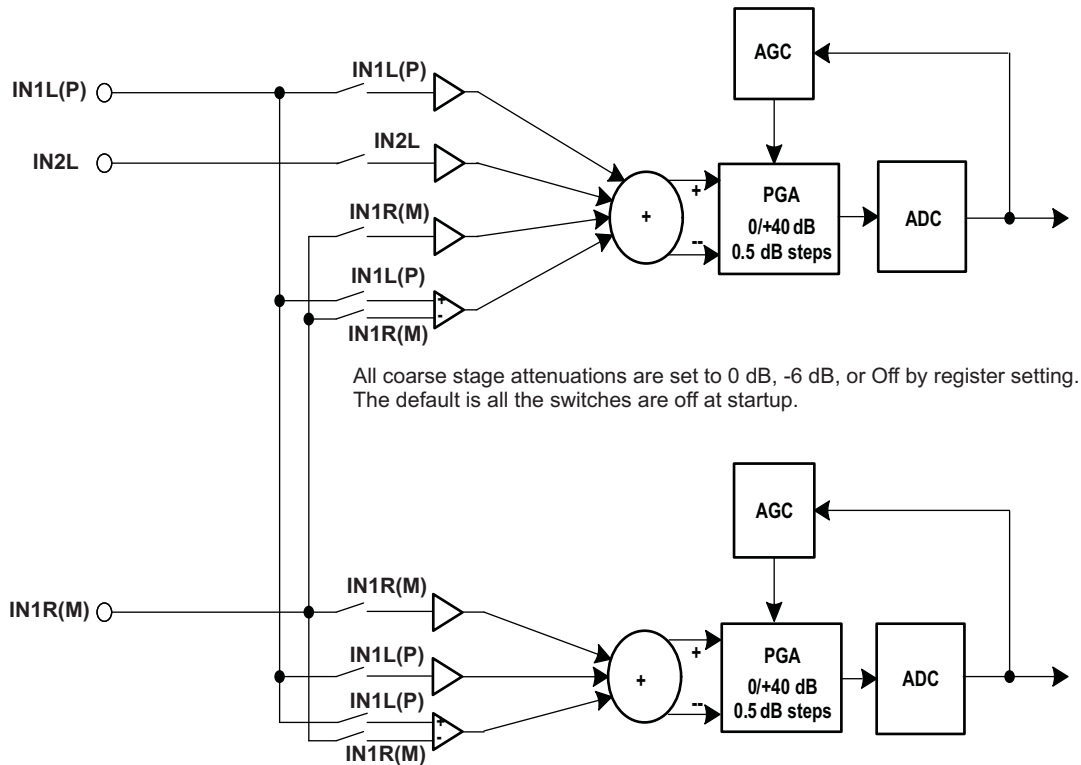 AGC
IN1L(P)
IN1L(P)
IN2L
IN2L
+
PGA
0/+40 dB
0.5 dB steps
ADC
+
--
IN1R(M)
IN1L(P)
+
-
IN1R(M)
All coarse stage attenuations are set to 0 dB, -6 dB, or Off by register setting.
The default is all the switches are off at startup.
AGC
IN1R(M)
IN1R(M)
IN1L(P)
+
+
--
PGA
0/+40 dB
0.5 dB steps
ADC
IN1L(P)
+
-
IN1R(M)